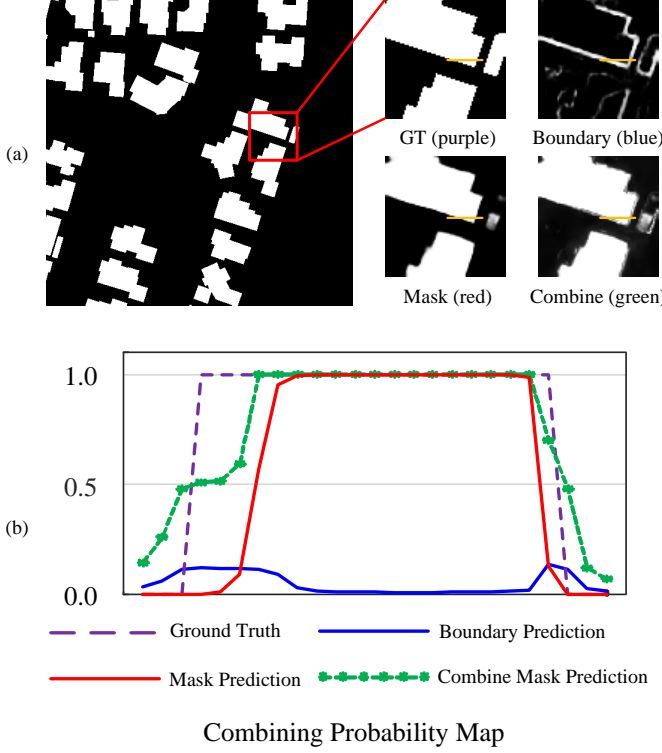 (a)
GT (purple)
Boundary (blue)
Mask (red)
Combine (green)
1.0
0.5
(b)
0.0
Ground Truth
Boundary Prediction
Mask Prediction
Combine Mask Prediction
Combining Probability Map